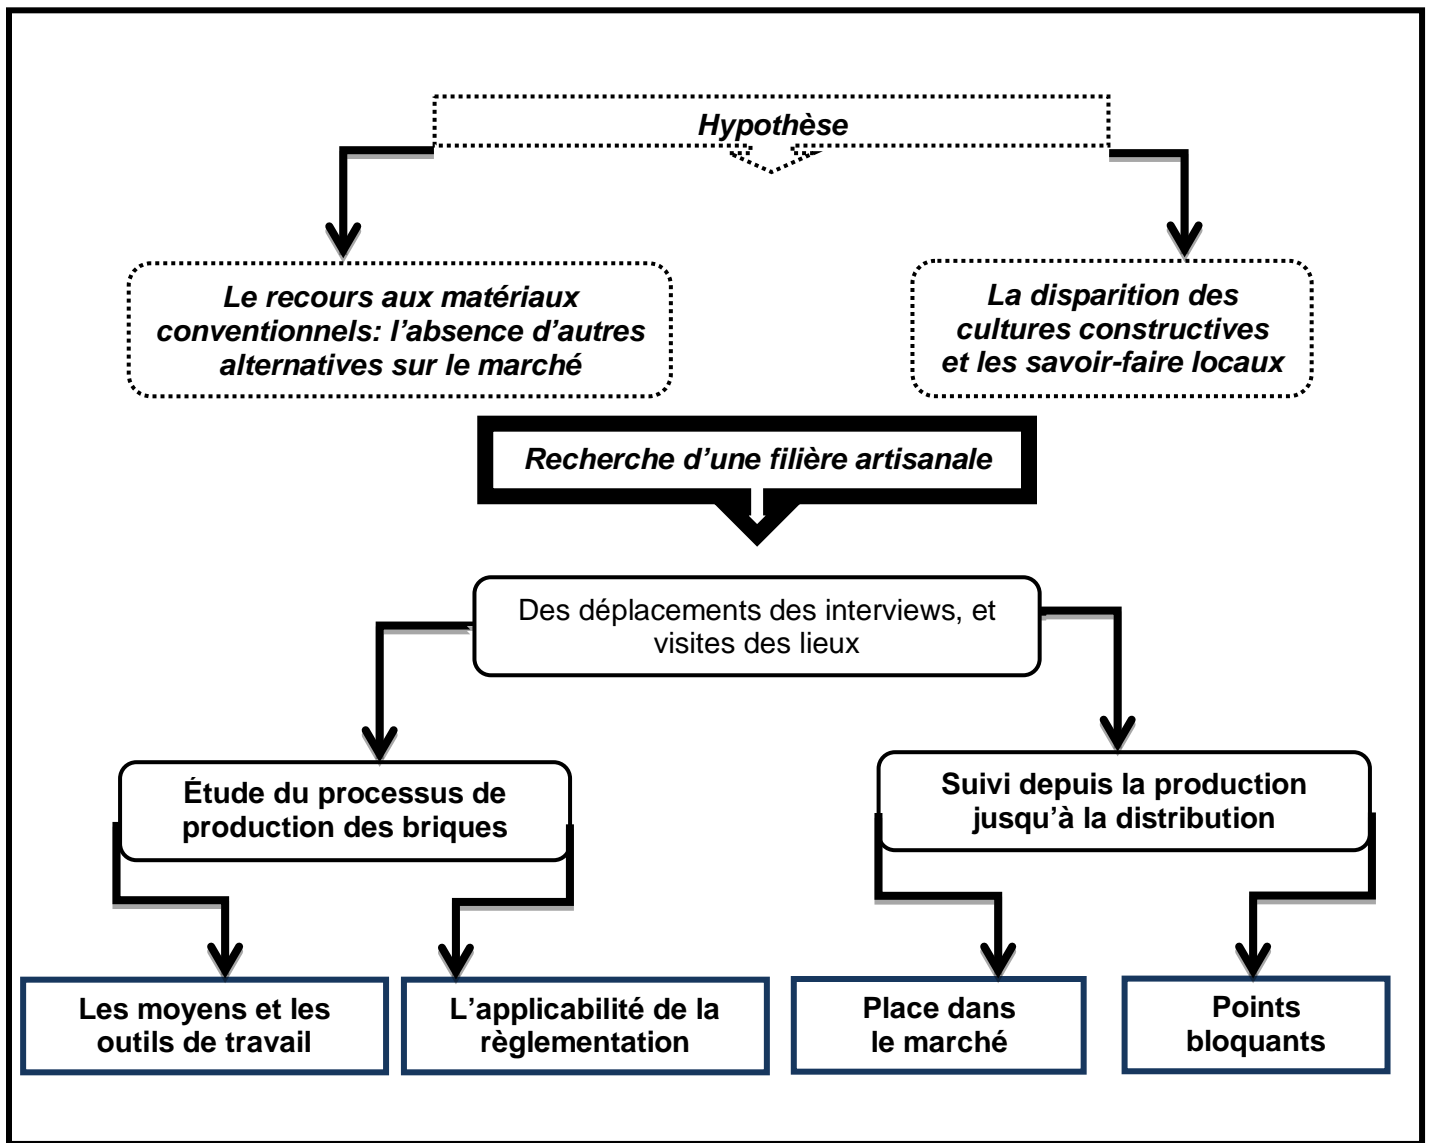 Hypothèse
Le recours aux matériaux
conventionnels: l’absence d’autres
alternatives sur le marché
La disparition des
cultures constructives
et les savoir-faire locaux
Recherche d’une filière artisanale
Des déplacements des interviews, et
visites des lieux
Étude du processus de
production des briques
Suivi depuis la production
jusqu’à la distribution
Les moyens et les
outils de travail
L’applicabilité de la
règlementation
Place dans
le marché
Points
bloquants